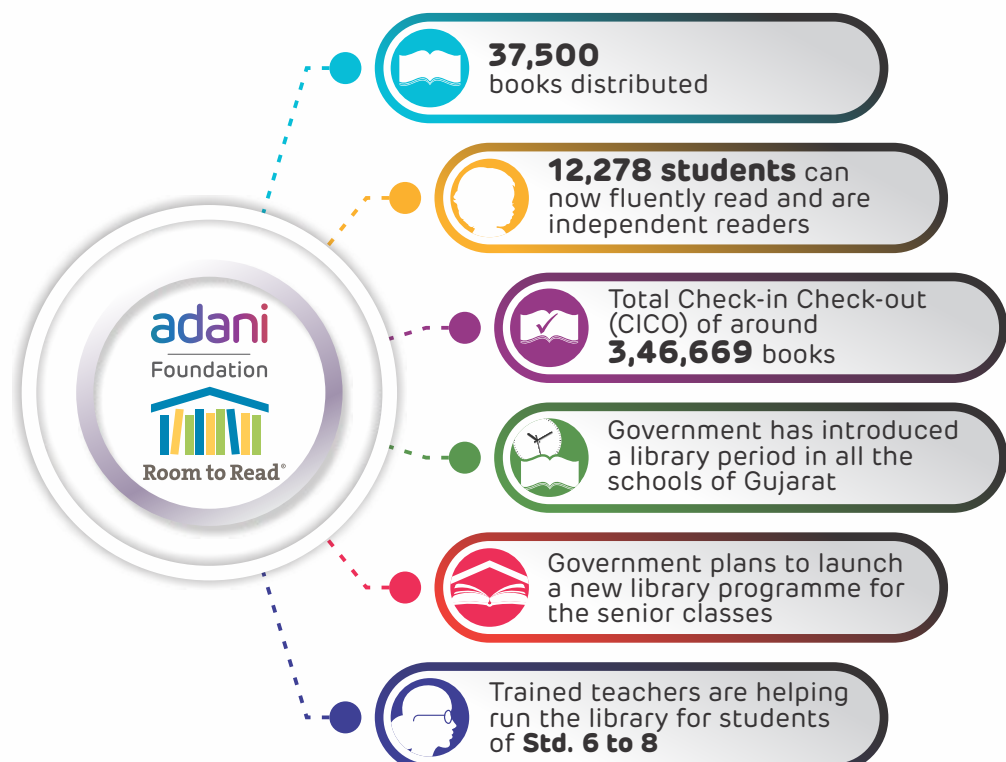 adani
Foundation
Room to Read®
37,500
books distributed
12,278 students can
now fluently read and are
independent readers
Total Check-in Check-out
(CICO) of around
3,46,669 books
Government has introduced
a library period in all the
schools of Gujarat
Government plans to launch
a new library programme for
the senior classes
Trained teachers are helping
run the library for students
of Std. 6 to 8